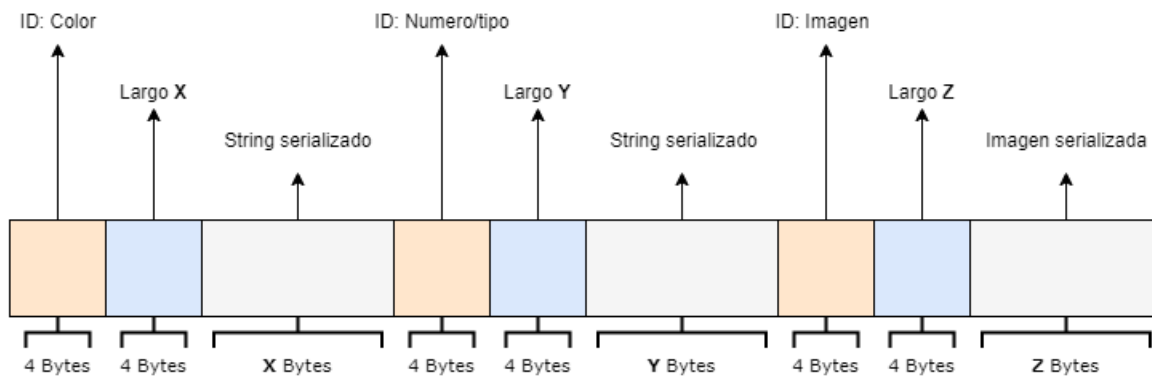 ID: Color ID: Numero/tipo ID: Imagen
Largo X Largo Y Largo Z
String serializado String serializado Imagen serializada
4 Bytes 4 Bytes X Bytes 4 Bytes 4 Bytes Y Bytes 4 Bytes 4 Bytes Z Bytes